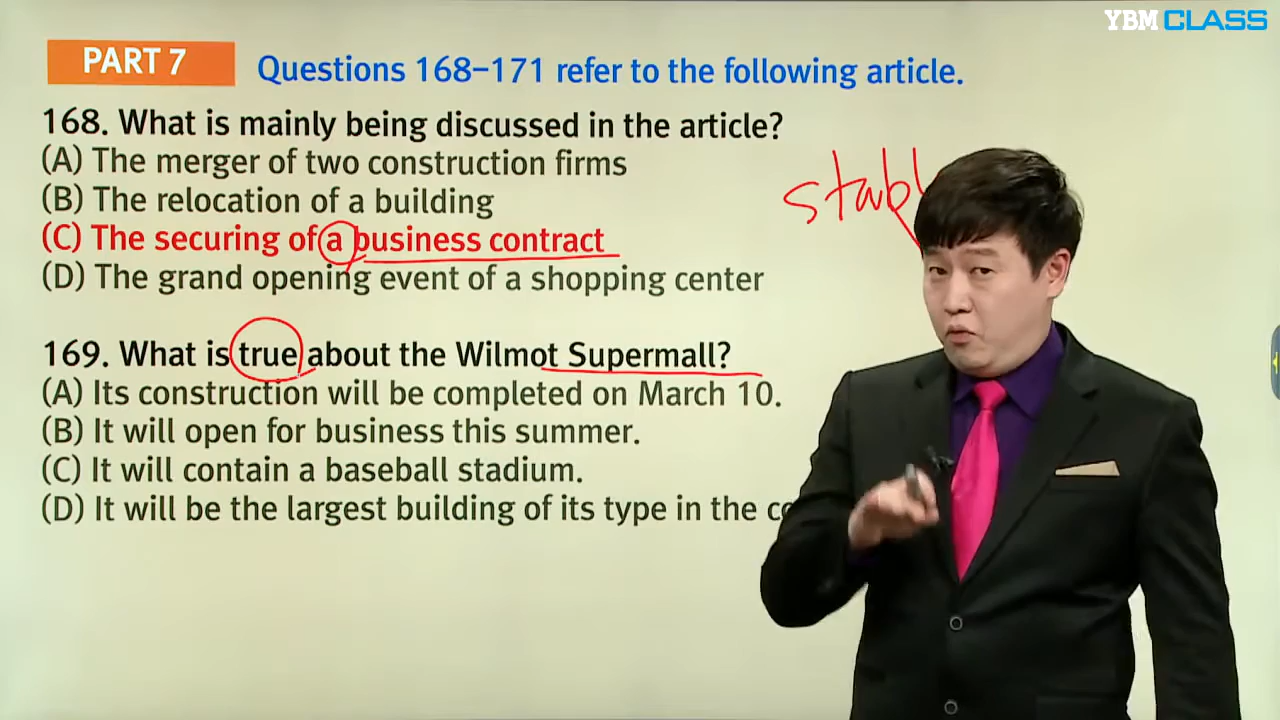 YBM CLASS
PART 7
Questions 168–171 refer to the following article.
168. What is mainly being discussed in the article?
(A) The merger of two construction firms
(B) The relocation of a building
(C) The securing of a business contract
(D) The grand opening event of a shopping center
169. What is true about the Wilmot Supermall?
(A) Its construction will be completed on March 10.
(B) It will open for business this summer.
(C) It will contain a baseball stadium.
(D) It will be the largest building of its type in the